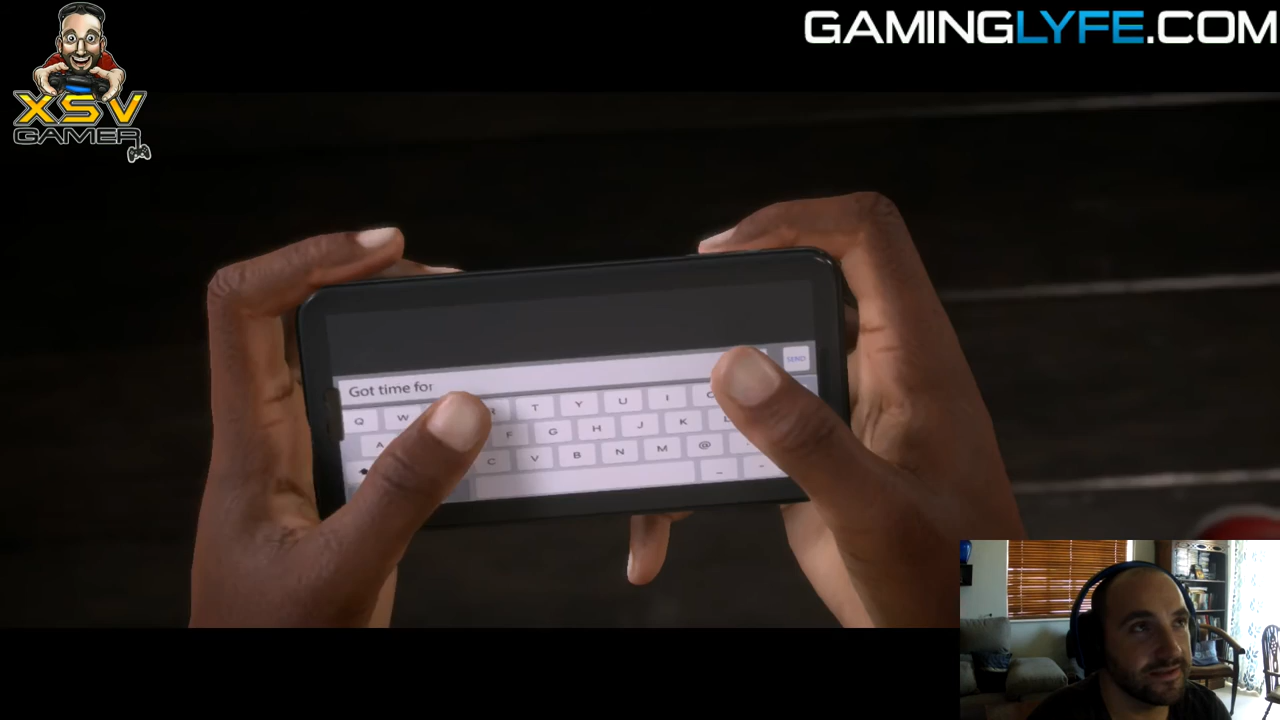 GAMINGLYFE.COM
XSV
GAMER
Got time for
SEND
Q W R T Y U I
A F G H J K
C V B N M @